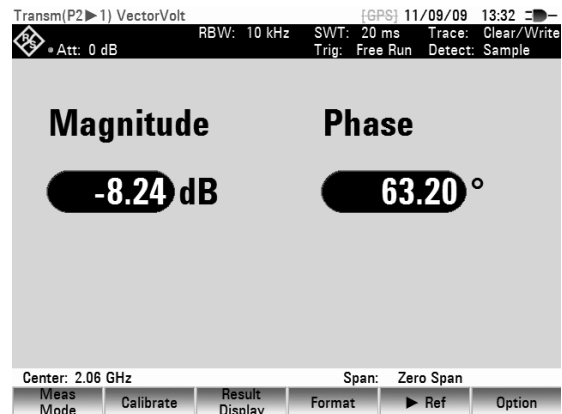 Transm(P2►1) VectorVolt [GPS] 11/09/09 13:32
Att: 0 dB RBW: 10 kHz SWT: 20 ms Trace: Clear/Write
Trig: Free Run Detect: Sample
Magnitude Phase
-8.24 dB 63.20 °
Center: 2.06 GHz Span: Zero Span
Meas Mode Calibrate Result Display Format ► Ref Option